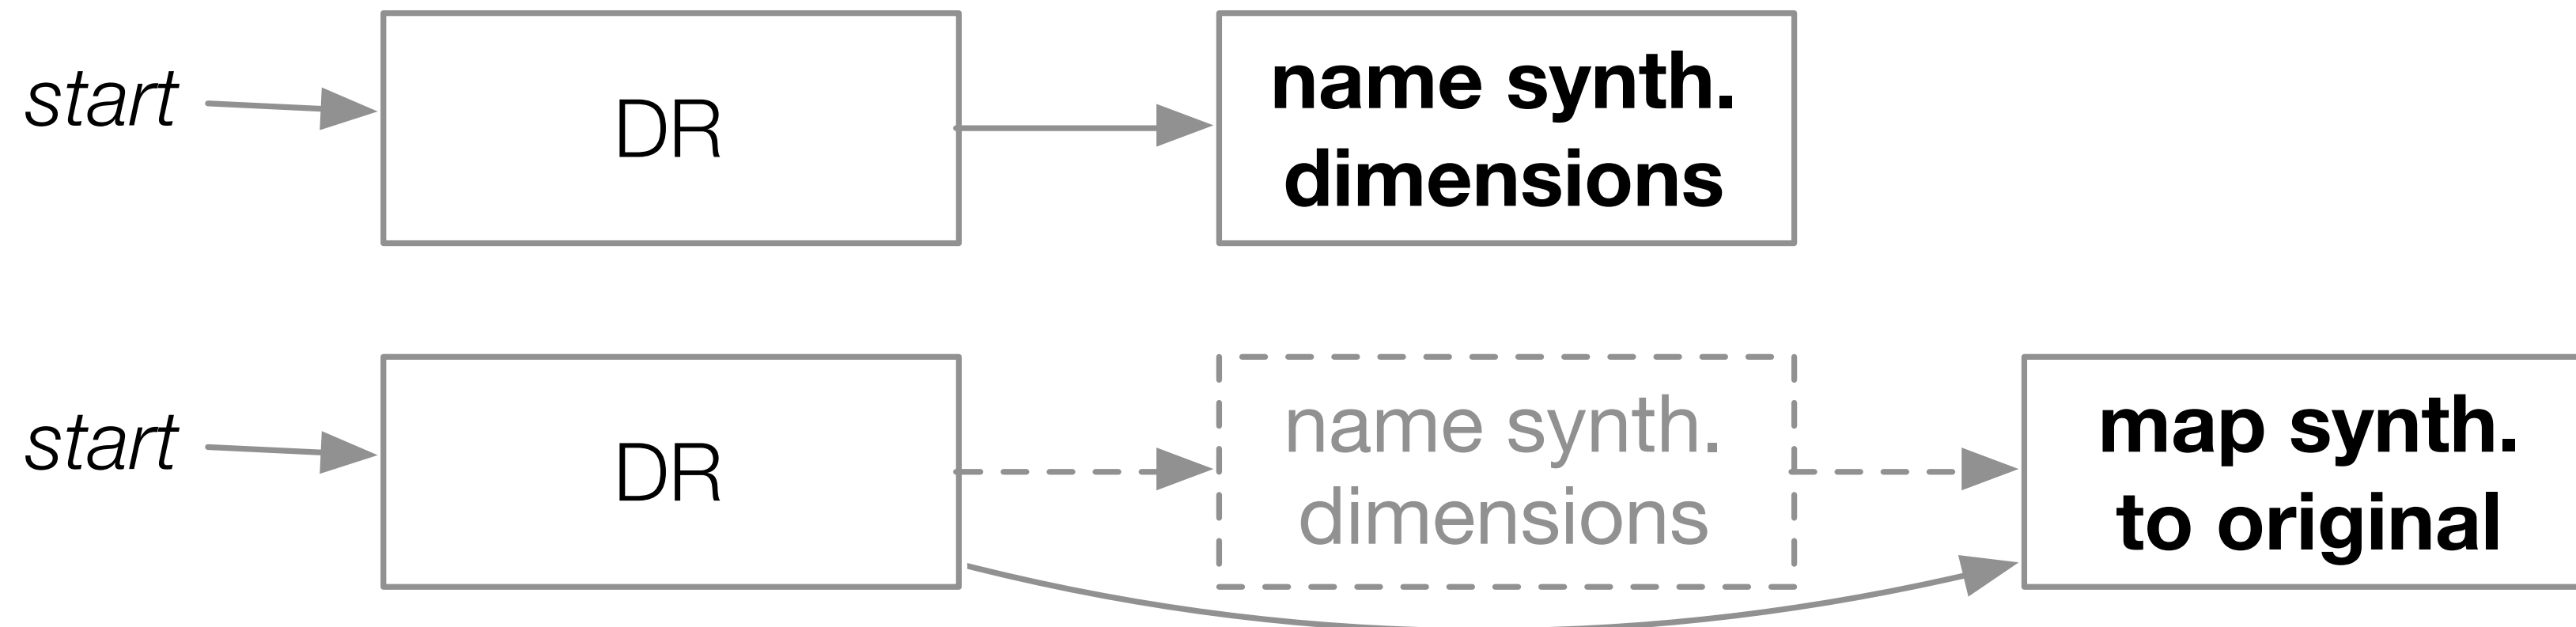 start
DR
name synth.
dimensions
start
DR
name synth.
dimensions
map synth.
to original